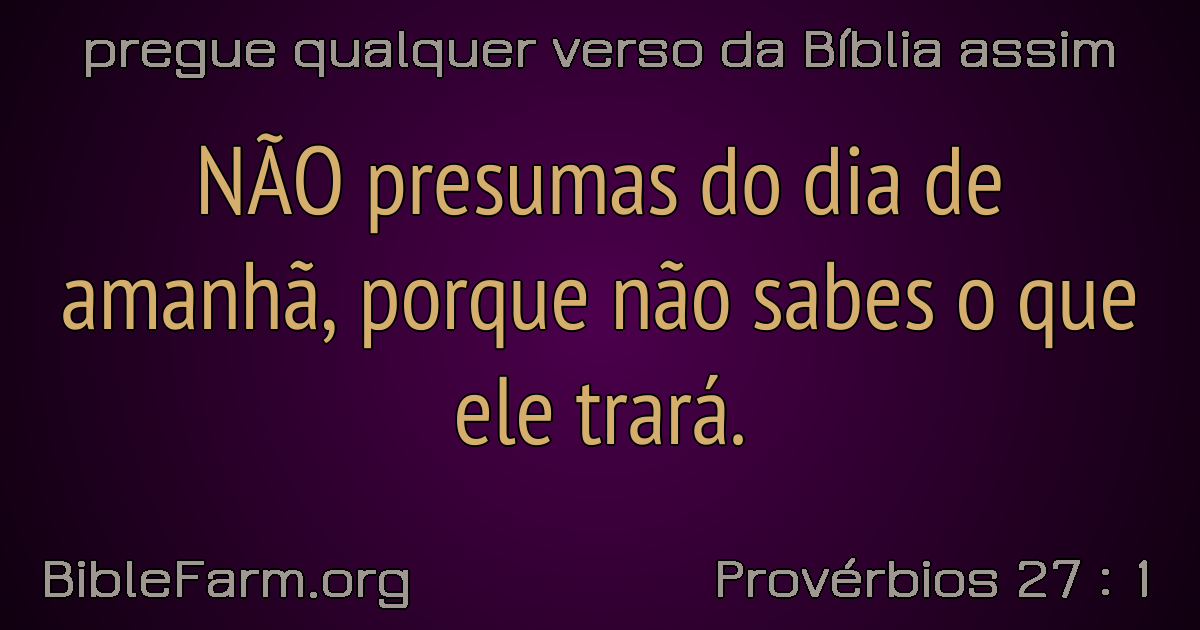 pregue qualquer verso da Bíblia assim
NÃO presumas do dia de
amanhã, porque não sabes o que
ele trará.
BibleFarm.org
Provérbios 27 : 1